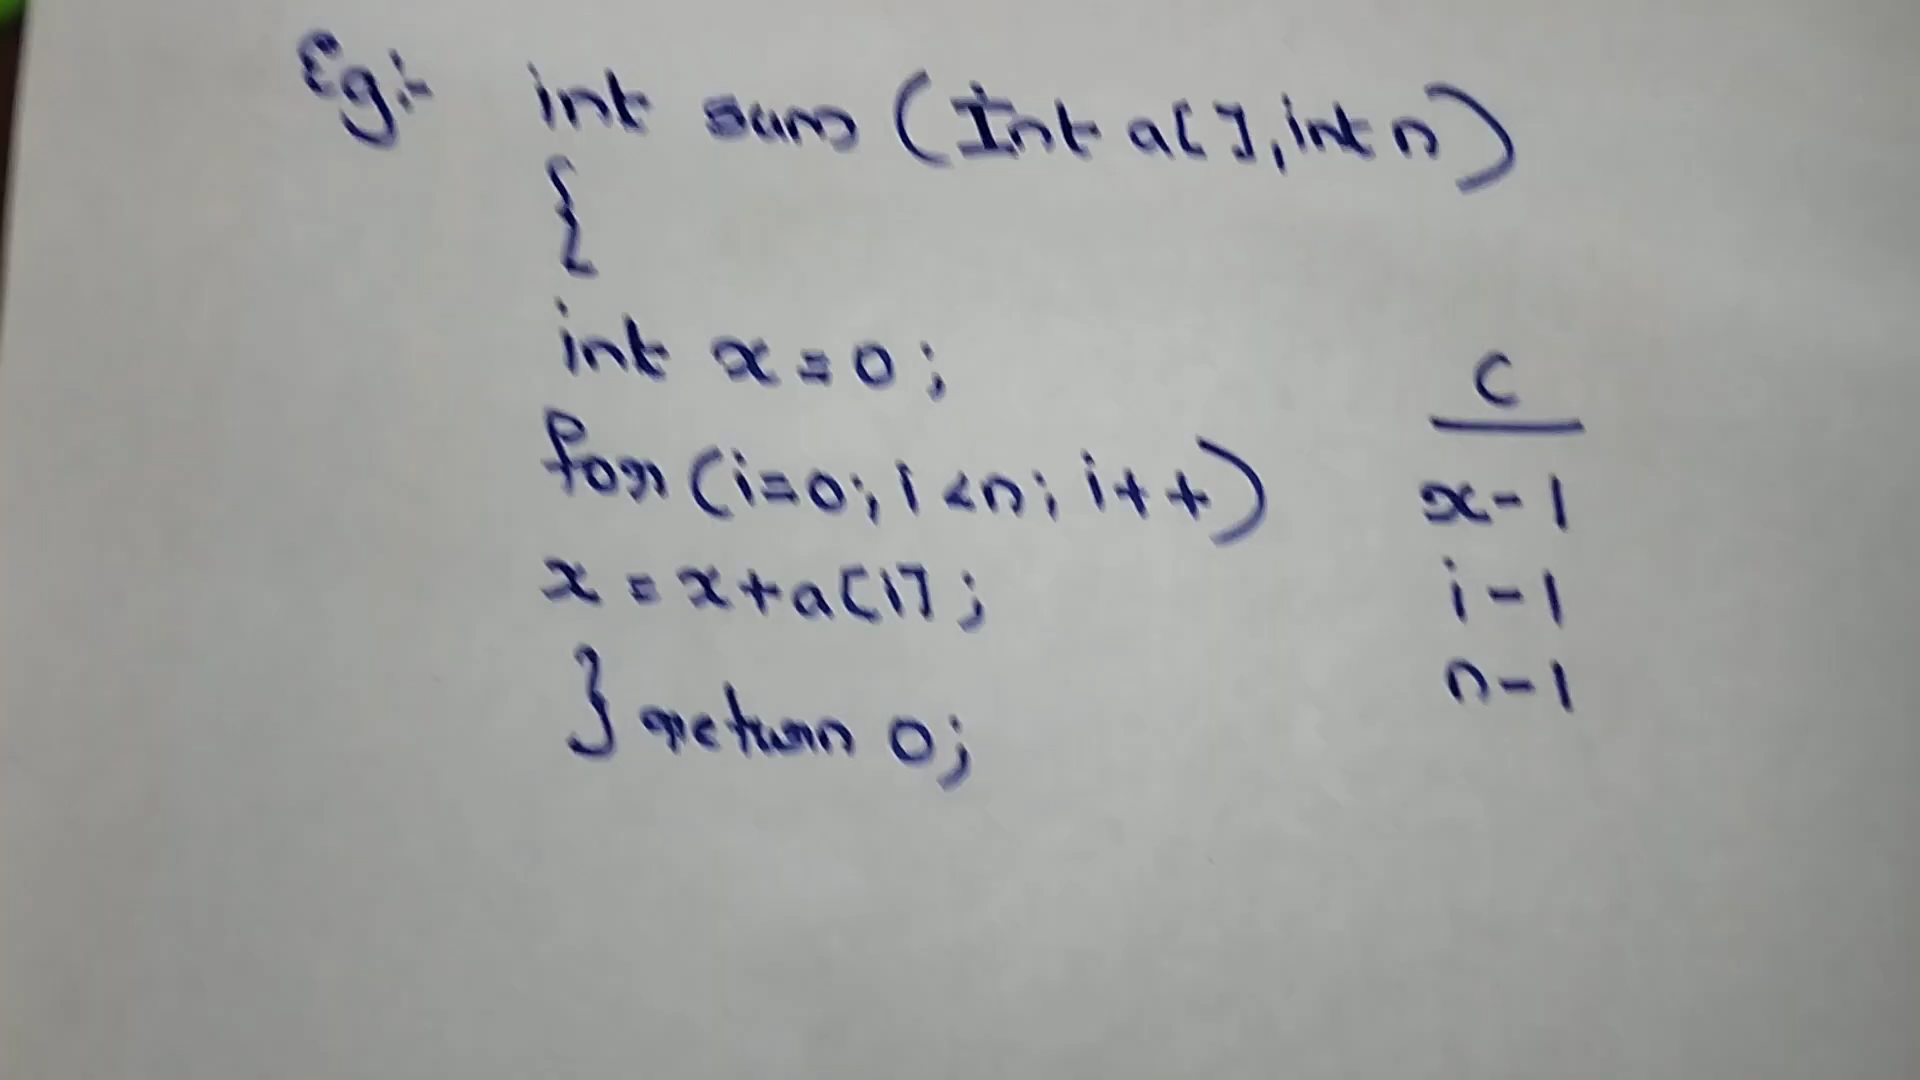 Eg:- int sum (Int a[], int n)
{
int x = 0;
for (i=0; i<n; i++)
x = x+a[i];
} return 0;
C
x-1
i-1
n-1